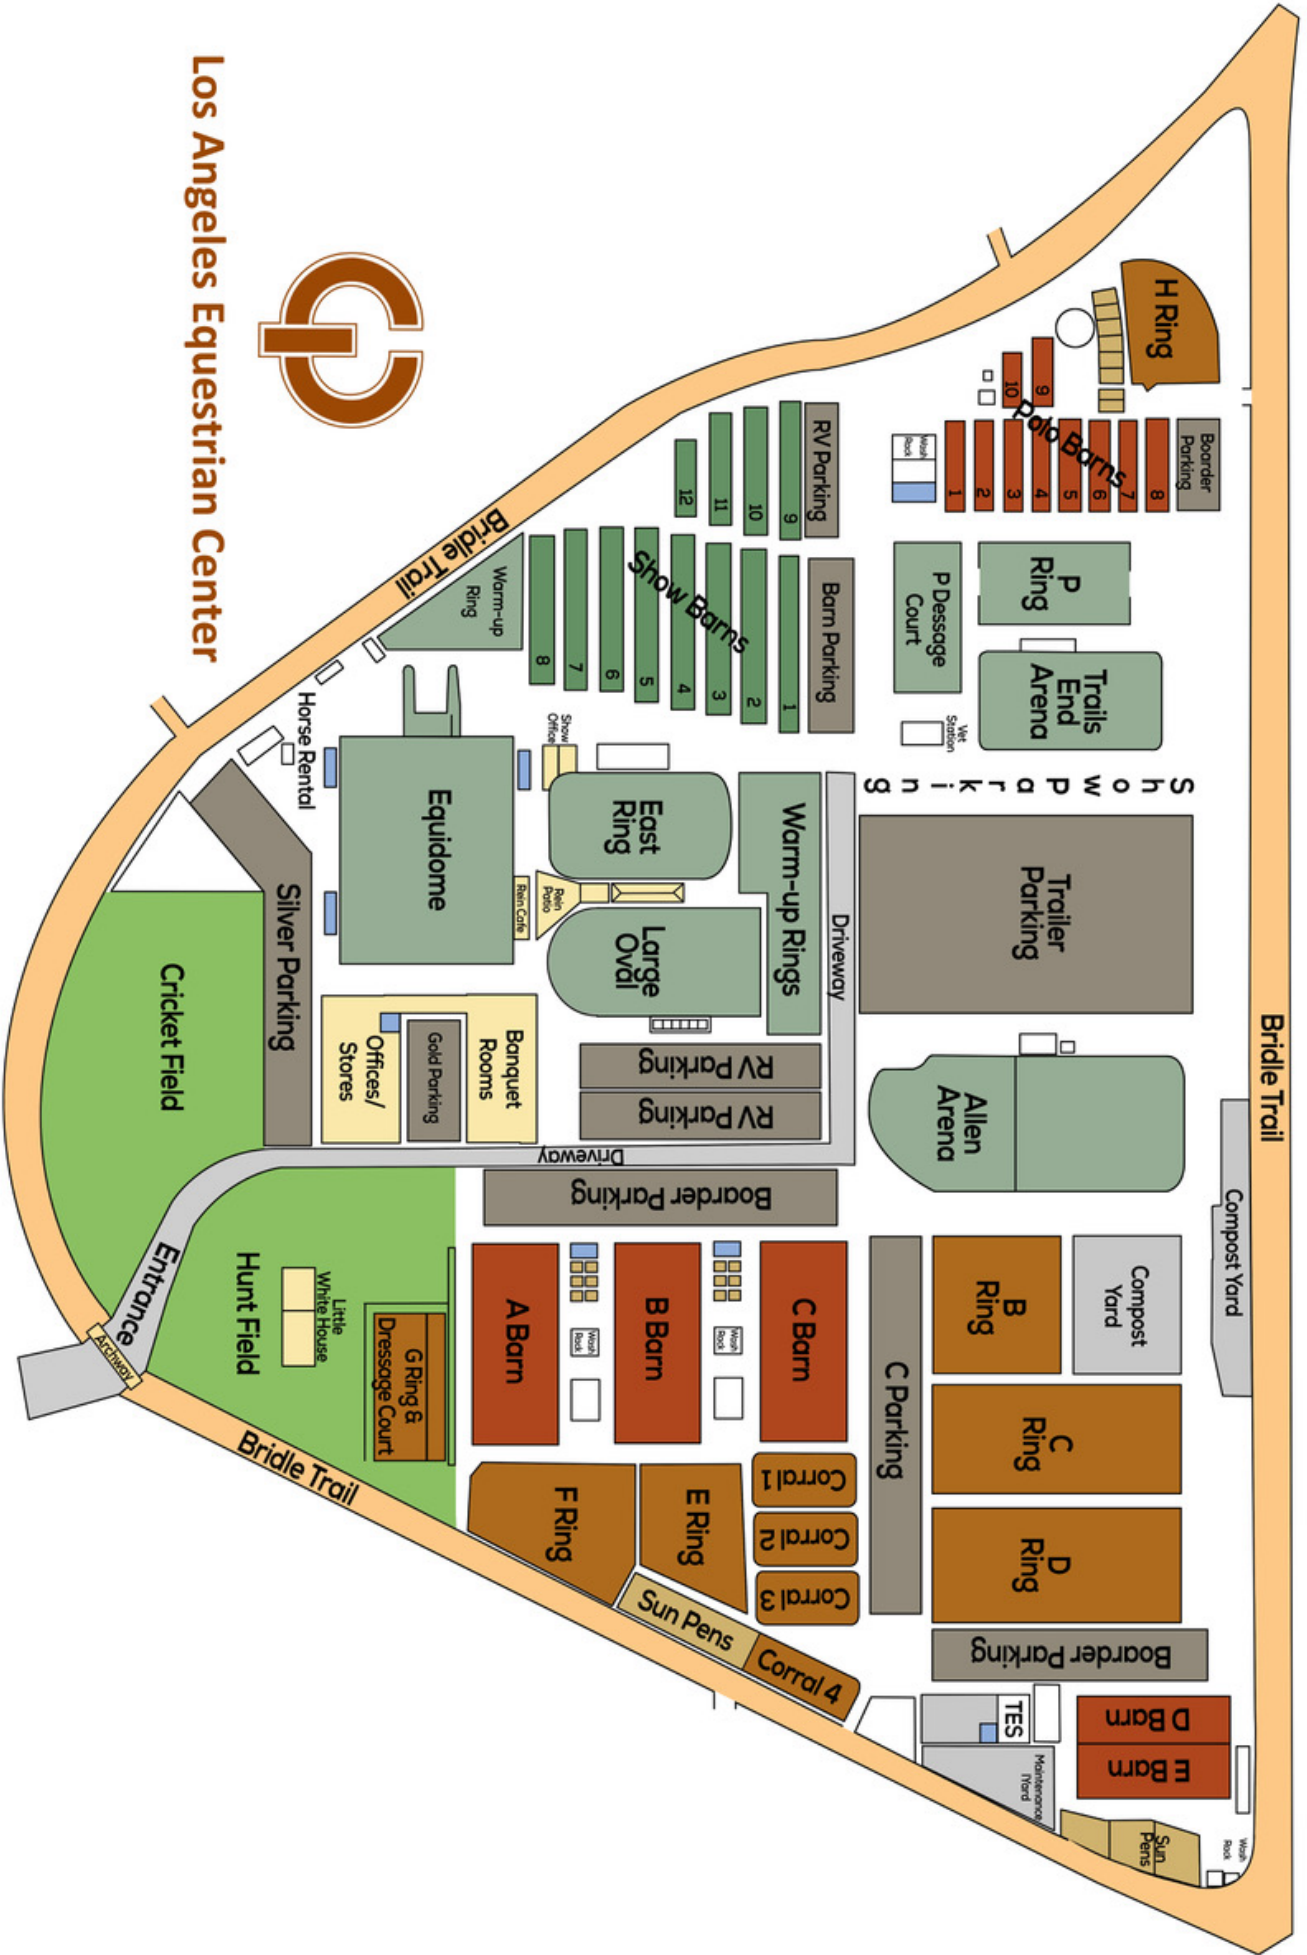 Los Angeles Equestrian Center
Bridle Trail
H Ring
Boarder
Parking
Polo Barns
10
9
1
2
3
4
5
6
7
8
Wash
Rack
RV Parking
9
10
11
12
Barn Parking
Show Barns
1
2
3
4
5
6
7
8
P
Ring
P Dessage
Court
Trails
End
Arena
Vet
Station
Show Parking
Bridle Trail
Warm-up
Ring
Horse Rental
Show
Office
Equidome
East
Ring
Warm-up Rings
Rein Cafe
Rein
Patio
Large
Oval
Driveway
Trailer
Parking
Silver Parking
Cricket Field
Offices/
Stores
Gold Parking
Banquet
Rooms
RV Parking
RV Parking
Driveway
Allen
Arena
Compost Yard
Boarder Parking
Entrance
Archway
Hunt Field
Little
White House
G Ring &
Dressage Court
A Barn
Wash
Rack
B Barn
Wash
Rack
C Barn
C Parking
B
Ring
Compost
Yard
C
Ring
D
Ring
F Ring
E Ring
Corral 1
Corral 2
Corral 3
Sun Pens
Corral 4
Bridle Trail
Boarder Parking
TES
Maintenance
Yard
D Barn
E Barn
Sun
Pens
Wash
Rack